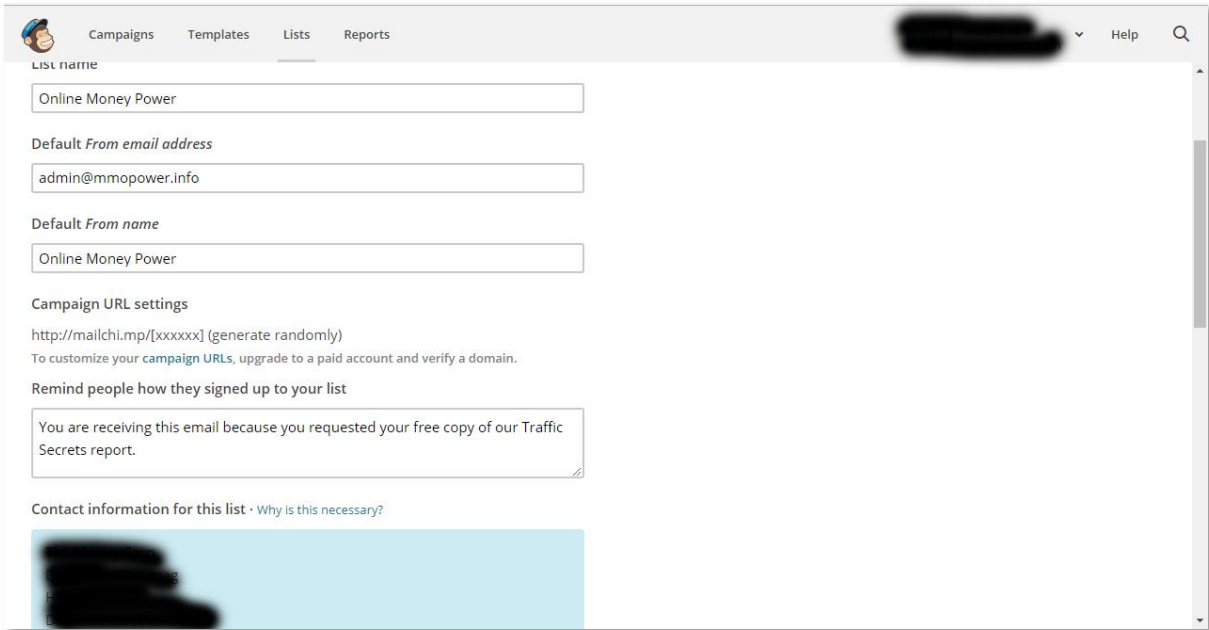 Campaigns Templates Lists Reports Help
List name
Online Money Power
Default From email address
admin@mmopower.info
Default From name
Online Money Power
Campaign URL settings
http://mailchi.mp/[xxxxxx] (generate randomly)
To customize your campaign URLs, upgrade to a paid account and verify a domain.
Remind people how they signed up to your list
You are receiving this email because you requested your free copy of our Traffic
Secrets report.
Contact information for this list · Why is this necessary?